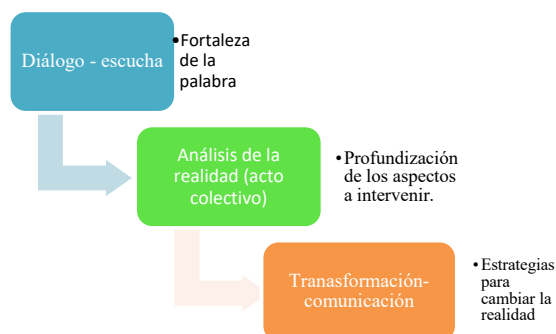 Diálogo - escucha
•Fortaleza
de la
palabra
Análisis de la
realidad (acto
colectivo)
•Profundización
de los aspectos
a intervenir.
Tranasformación-
comunicación
•Estrategias
para
cambiar la
realidad